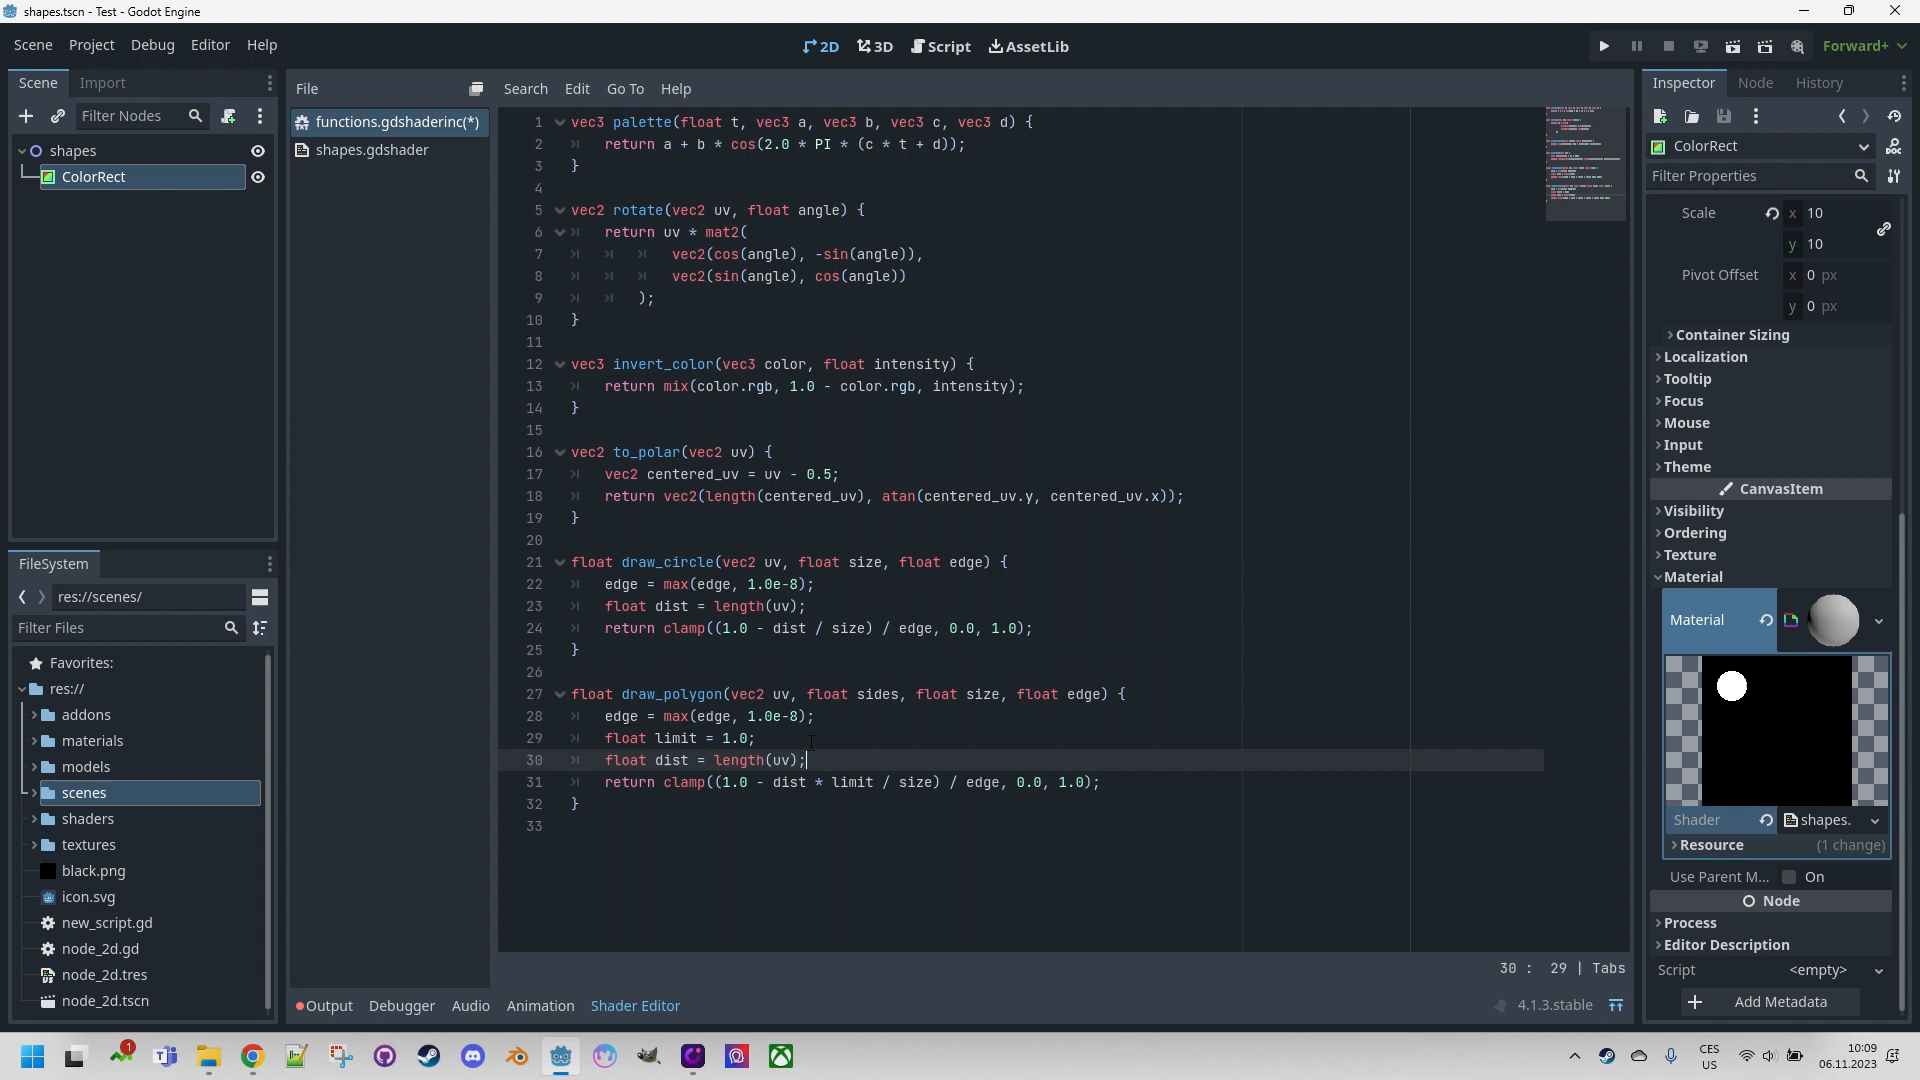 shapes.tscn - Test - Godot Engine
Scene Project Debug Editor Help
2D 3D Script AssetLib
Forward+
Scene Import
Filter Nodes
shapes
ColorRect
FileSystem
res://scenes/
Filter Files
Favorites:
res://
addons
materials
models
scenes
shaders
textures
black.png
icon.svg
new_script.gd
node_2d.gd
node_2d.tres
node_2d.tscn
File Search Edit Go To Help
functions.gdshaderinc(*)
shapes.gdshader
1 vec3 palette(float t, vec3 a, vec3 b, vec3 c, vec3 d) {
2 return a + b * cos(2.0 * PI * (c * t + d));
3 }
4
5 vec2 rotate(vec2 uv, float angle) {
6 return uv * mat2(
7 vec2(cos(angle), -sin(angle)),
8 vec2(sin(angle), cos(angle))
9 );
10 }
11
12 vec3 invert_color(vec3 color, float intensity) {
13 return mix(color.rgb, 1.0 - color.rgb, intensity);
14 }
15
16 vec2 to_polar(vec2 uv) {
17 vec2 centered_uv = uv - 0.5;
18 return vec2(length(centered_uv), atan(centered_uv.y, centered_uv.x));
19 }
20
21 float draw_circle(vec2 uv, float size, float edge) {
22 edge = max(edge, 1.0e-8);
23 float dist = length(uv);
24 return clamp((1.0 - dist / size) / edge, 0.0, 1.0);
25 }
26
27 float draw_polygon(vec2 uv, float sides, float size, float edge) {
28 edge = max(edge, 1.0e-8);
29 float limit = 1.0;
30 float dist = length(uv);
31 return clamp((1.0 - dist * limit / size) / edge, 0.0, 1.0);
32 }
33
30 : 29 | Tabs
Output Debugger Audio Animation Shader Editor
4.1.3.stable
Inspector Node History
ColorRect
Filter Properties
Scale x 10
y 10
Pivot Offset x 0 px
y 0 px
Container Sizing
Localization
Tooltip
Focus
Mouse
Input
Theme
CanvasItem
Visibility
Ordering
Texture
Material
Material
Shader shapes.
Resource (1 change)
Use Parent M... On
Node
Process
Editor Description
Script <empty>
Add Metadata
1
CES
US
10:09
06.11.2023